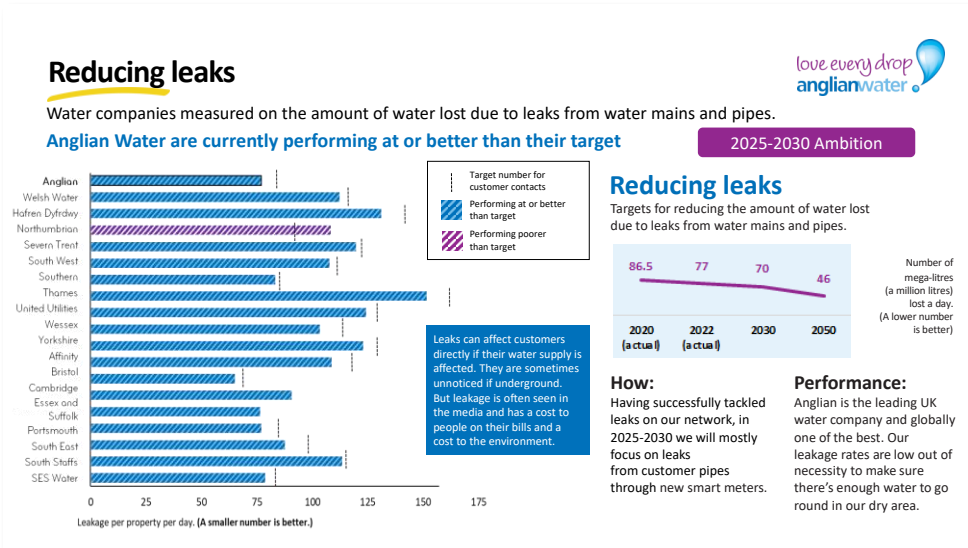 Reducing leaks
love every drop
anglianwater
Water companies measured on the amount of water lost due to leaks from water mains and pipes.
Anglian Water are currently performing at or better than their target
2025-2030 Ambition
Anglian
Welsh Water
Hafren Dyfrdwy
Northumbrian
Severn Trent
South West
Southern
Thames
United Utilities
Wessex
Yorkshire
Affinity
Bristol
Cambridge
Essex and
Suffolk
Portsmouth
South East
South Staffs
SES Water
0 25 50 75 100 125 150 175
Leakage per property per day. (A smaller number is better.)
Target number for
customer contacts
Performing at or better
than target
Performing poorer
than target
Leaks can affect customers
directly if their water supply is
affected. They are sometimes
unnoticed if underground.
But leakage is often seen in
the media and has a cost to
people on their bills and a
cost to the environment.
Reducing leaks
Targets for reducing the amount of water lost
due to leaks from water mains and pipes.
86.5 77 70 46
2020 2022 2030 2050
(actual) (actual)
Number of
mega-litres
(a million litres)
lost a day.
(A lower number
is better)
How:
Having successfully tackled
leaks on our network, in
2025-2030 we will mostly
focus on leaks
from customer pipes
through new smart meters.
Performance:
Anglian is the leading UK
water company and globally
one of the best. Our
leakage rates are low out of
necessity to make sure
there's enough water to go
round in our dry area.